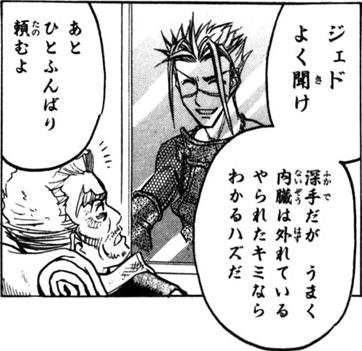 ジェド
よく聞け
深手だが　うまく
内臓は外れている
やられたキミなら
わかるハズだ
あと
ひとふんばり
頼むよ